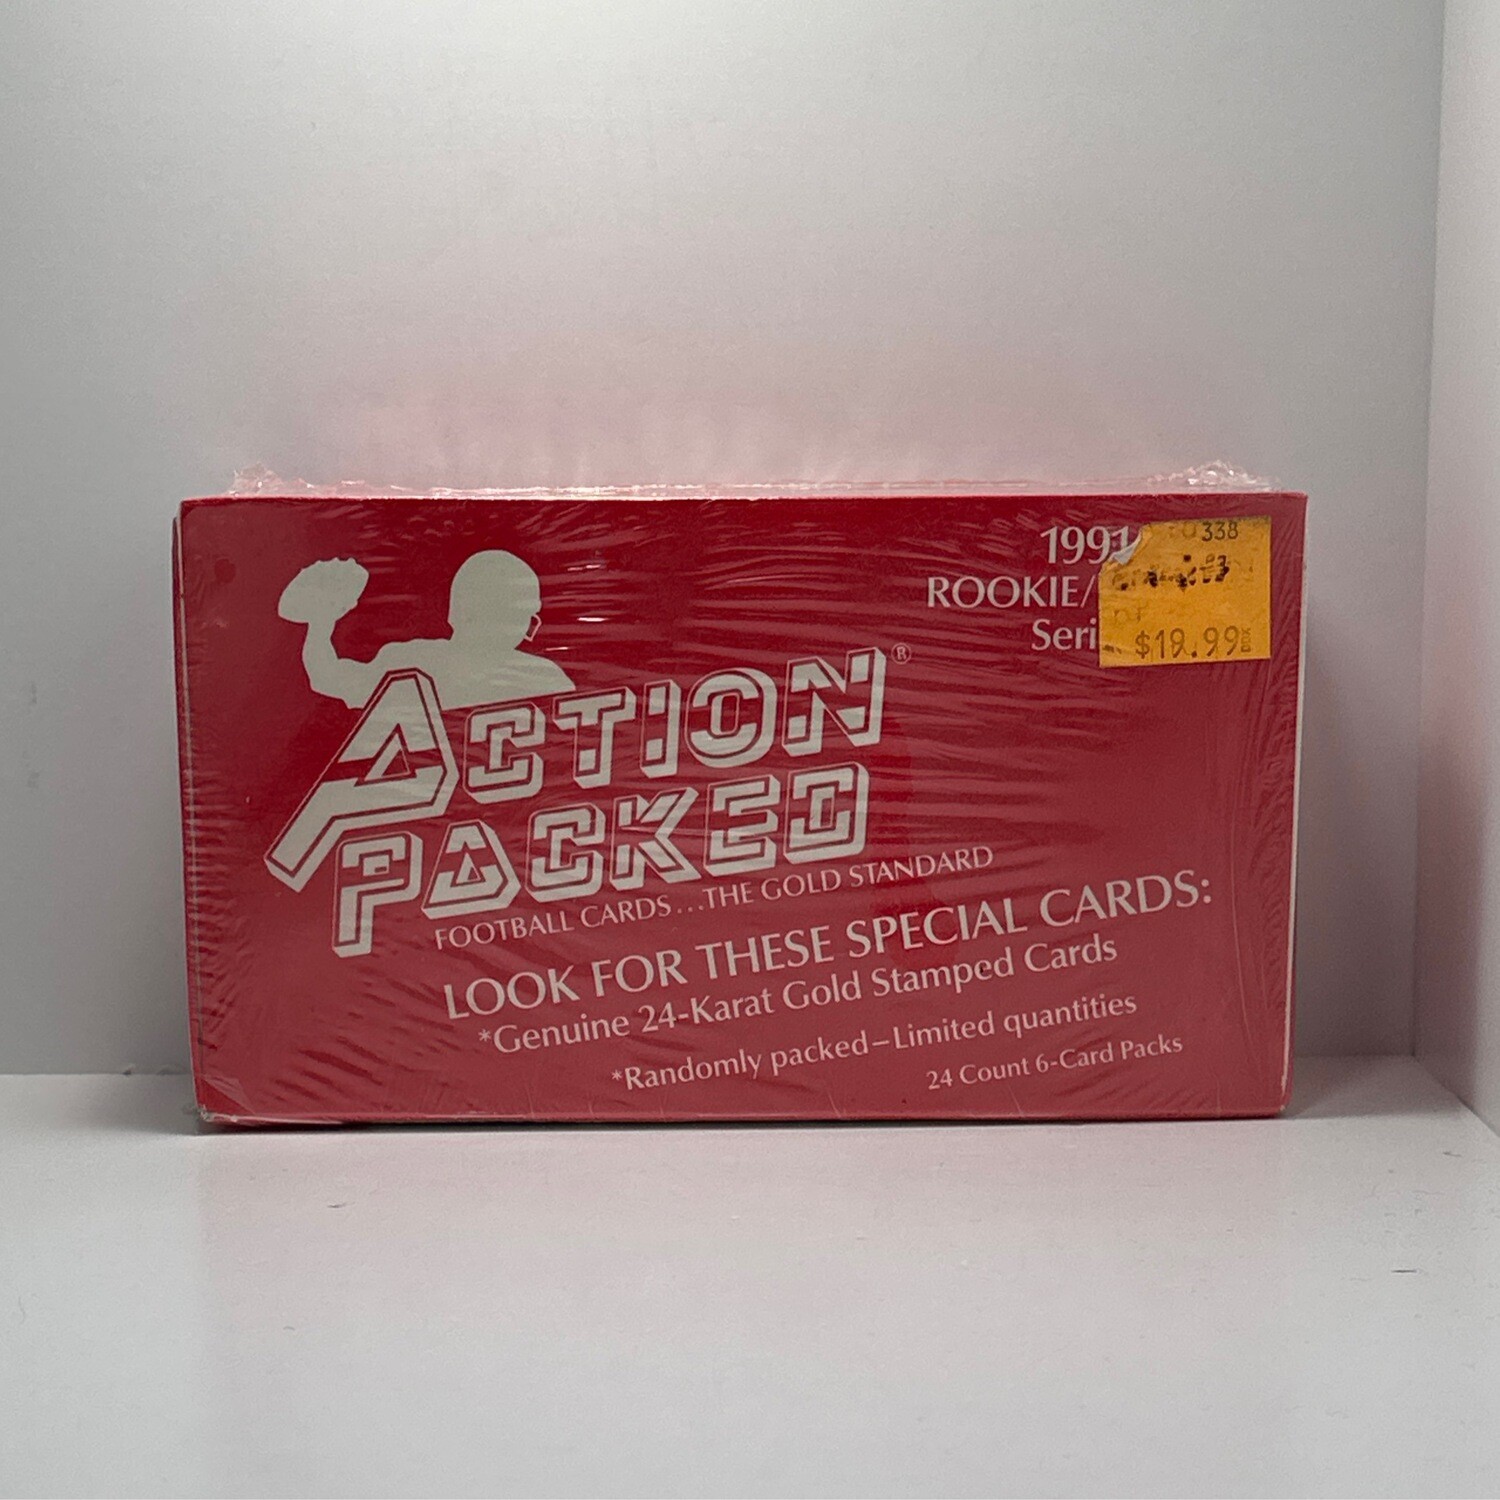 1991
ROOKIE/
Seri
338
$19.99
ACTION
PACKED
®
FOOTBALL CARDS...THE GOLD STANDARD
LOOK FOR THESE SPECIAL CARDS:
*Genuine 24-Karat Gold Stamped Cards
*Randomly packed–Limited quantities
24 Count 6-Card Packs